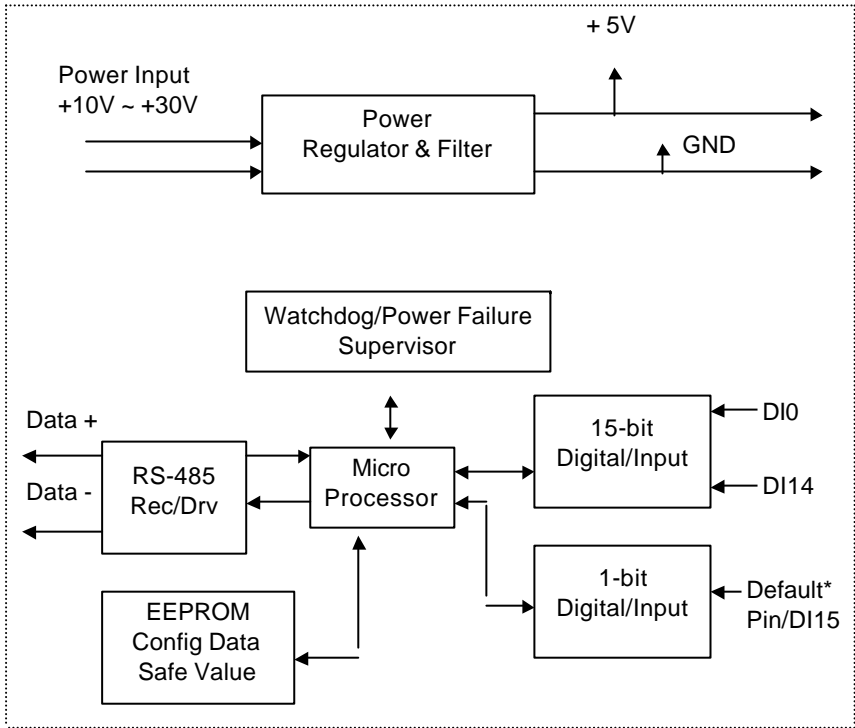 + 5V
Power Input
+10V ~ +30V
Power
Regulator & Filter
GND
Watchdog/Power Failure
Supervisor
Data +
Data -
RS-485
Rec/Drv
Micro
Processor
15-bit
Digital/Input
DI0
DI14
1-bit
Digital/Input
Default*
Pin/DI15
EEPROM
Config Data
Safe Value